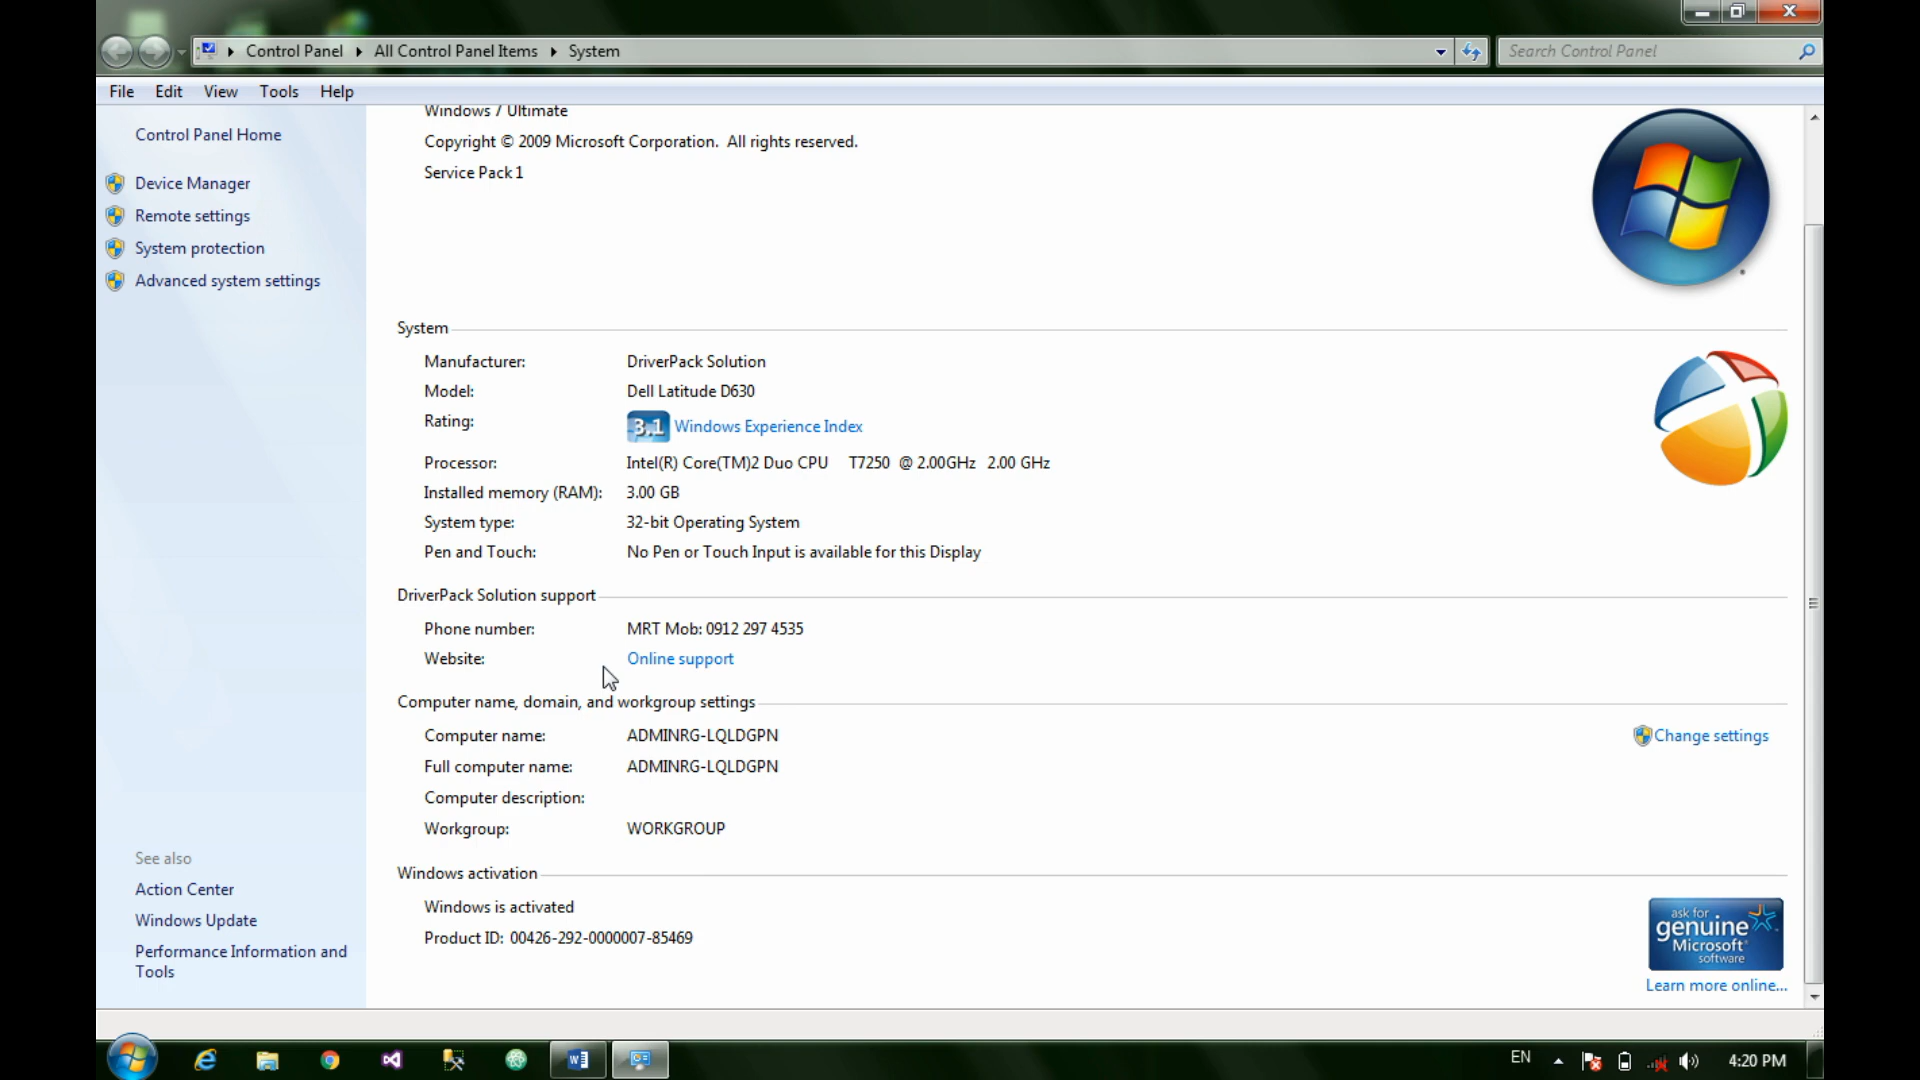 Control Panel All Control Panel Items System
Search Control Panel
File Edit View Tools Help
Control Panel Home
Device Manager
Remote settings
System protection
Advanced system settings
Windows 7 Ultimate
Copyright © 2009 Microsoft Corporation. All rights reserved.
Service Pack 1
System
Manufacturer: DriverPack Solution
Model: Dell Latitude D630
Rating: 3.1 Windows Experience Index
Processor: Intel(R) Core(TM)2 Duo CPU T7250 @ 2.00GHz 2.00 GHz
Installed memory (RAM): 3.00 GB
System type: 32-bit Operating System
Pen and Touch: No Pen or Touch Input is available for this Display
DriverPack Solution support
Phone number: MRT Mob: 0912 297 4535
Website: Online support
Computer name, domain, and workgroup settings
Computer name: ADMINRG-LQLDGPN
Change settings
Full computer name: ADMINRG-LQLDGPN
Computer description:
Workgroup: WORKGROUP
Windows activation
Windows is activated
Product ID: 00426-292-0000007-85469
ask for
genuine
Microsoft
software
Learn more online...
See also
Action Center
Windows Update
Performance Information and
Tools
EN
4:20 PM